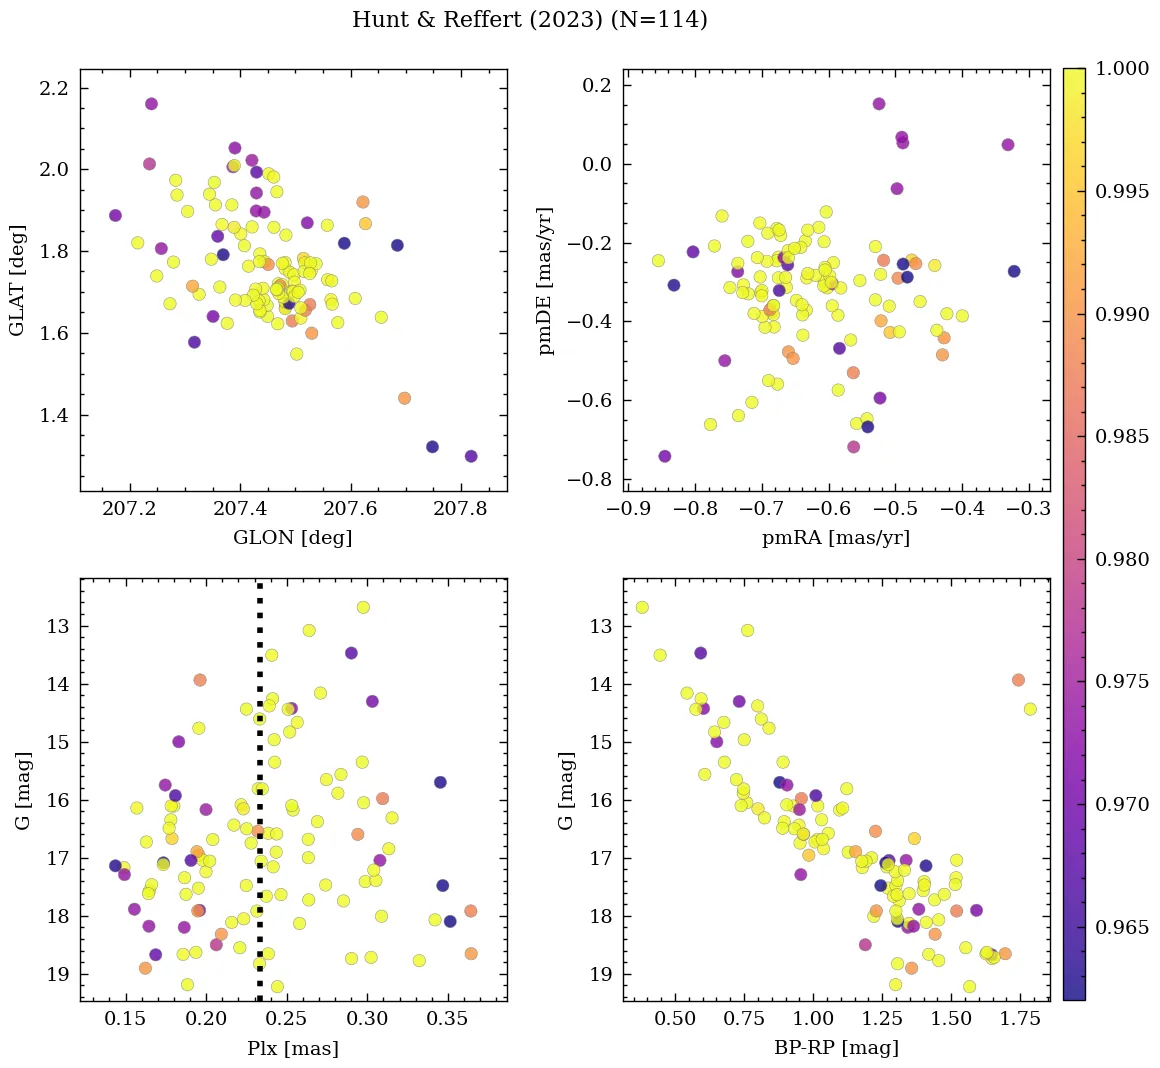 Hunt & Reffert (2023) (N=114)
2.2
2.0
1.8
1.6
1.4
GLAT [deg]
207.2 207.4 207.6 207.8
GLON [deg]
0.2
0.0
−0.2
−0.4
−0.6
−0.8
pmDE [mas/yr]
−0.9 −0.8 −0.7 −0.6 −0.5 −0.4 −0.3
pmRA [mas/yr]
13
14
15
16
17
18
19
G [mag]
0.15 0.20 0.25 0.30 0.35
Plx [mas]
13
14
15
16
17
18
19
G [mag]
0.50 0.75 1.00 1.25 1.50 1.75
BP-RP [mag]
1.000
0.995
0.990
0.985
0.980
0.975
0.970
0.965